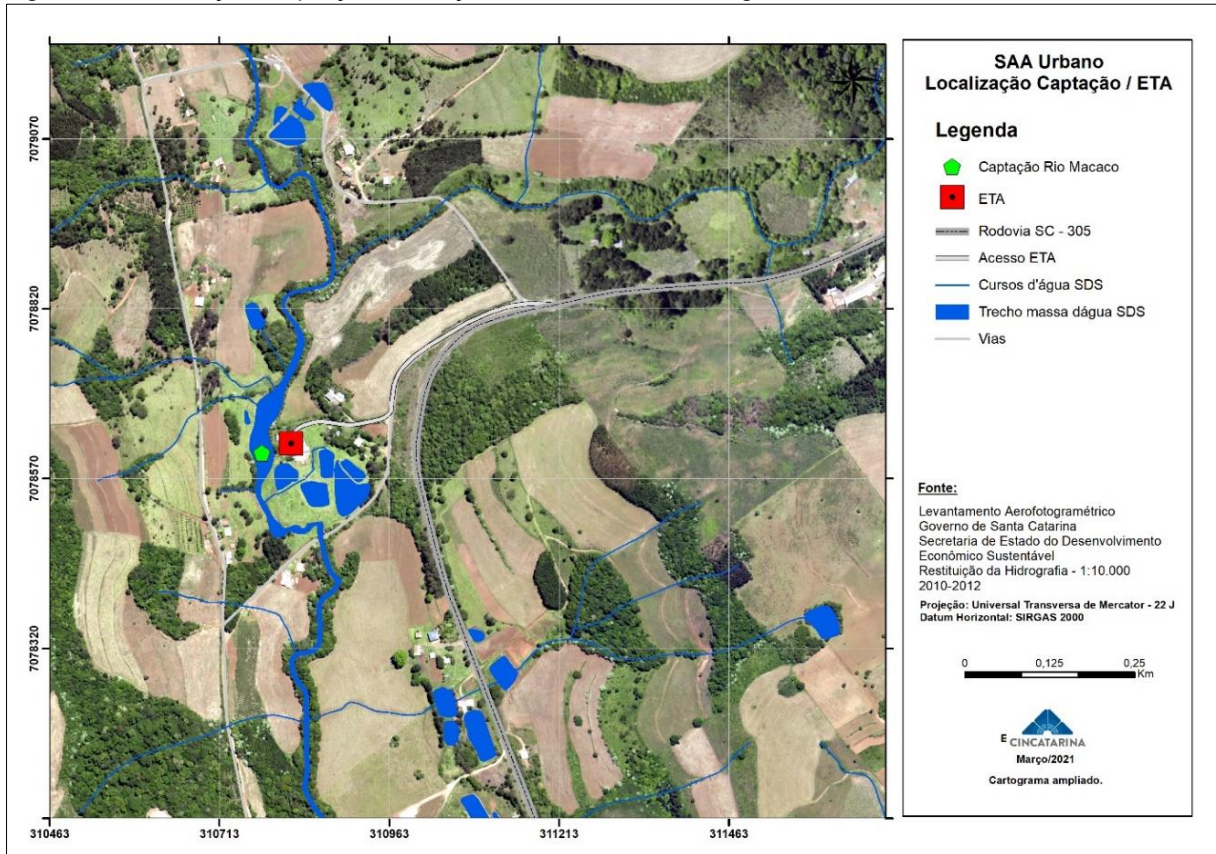 SAA Urbano
Localização Captação / ETA
Legenda
Captação Rio Macaco
ETA
Rodovia SC - 305
Acesso ETA
Cursos d'água SDS
Trecho massa dágua SDS
Vias
Fonte:
Levantamento Aerofotogramétrico
Governo de Santa Catarina
Secretaria de Estado do Desenvolvimento
Econômico Sustentável
Restituição da Hidrografia - 1:10.000
2010-2012
Projeção: Universal Transversa de Mercator - 22 J
Datum Horizontal: SIRGAS 2000
0 0,125 0,25
Km
E CINCATARINA
Março/2021
Cartograma ampliado.
7079070
7078820
7078570
7078320
310463 310713 310963 311213 311463